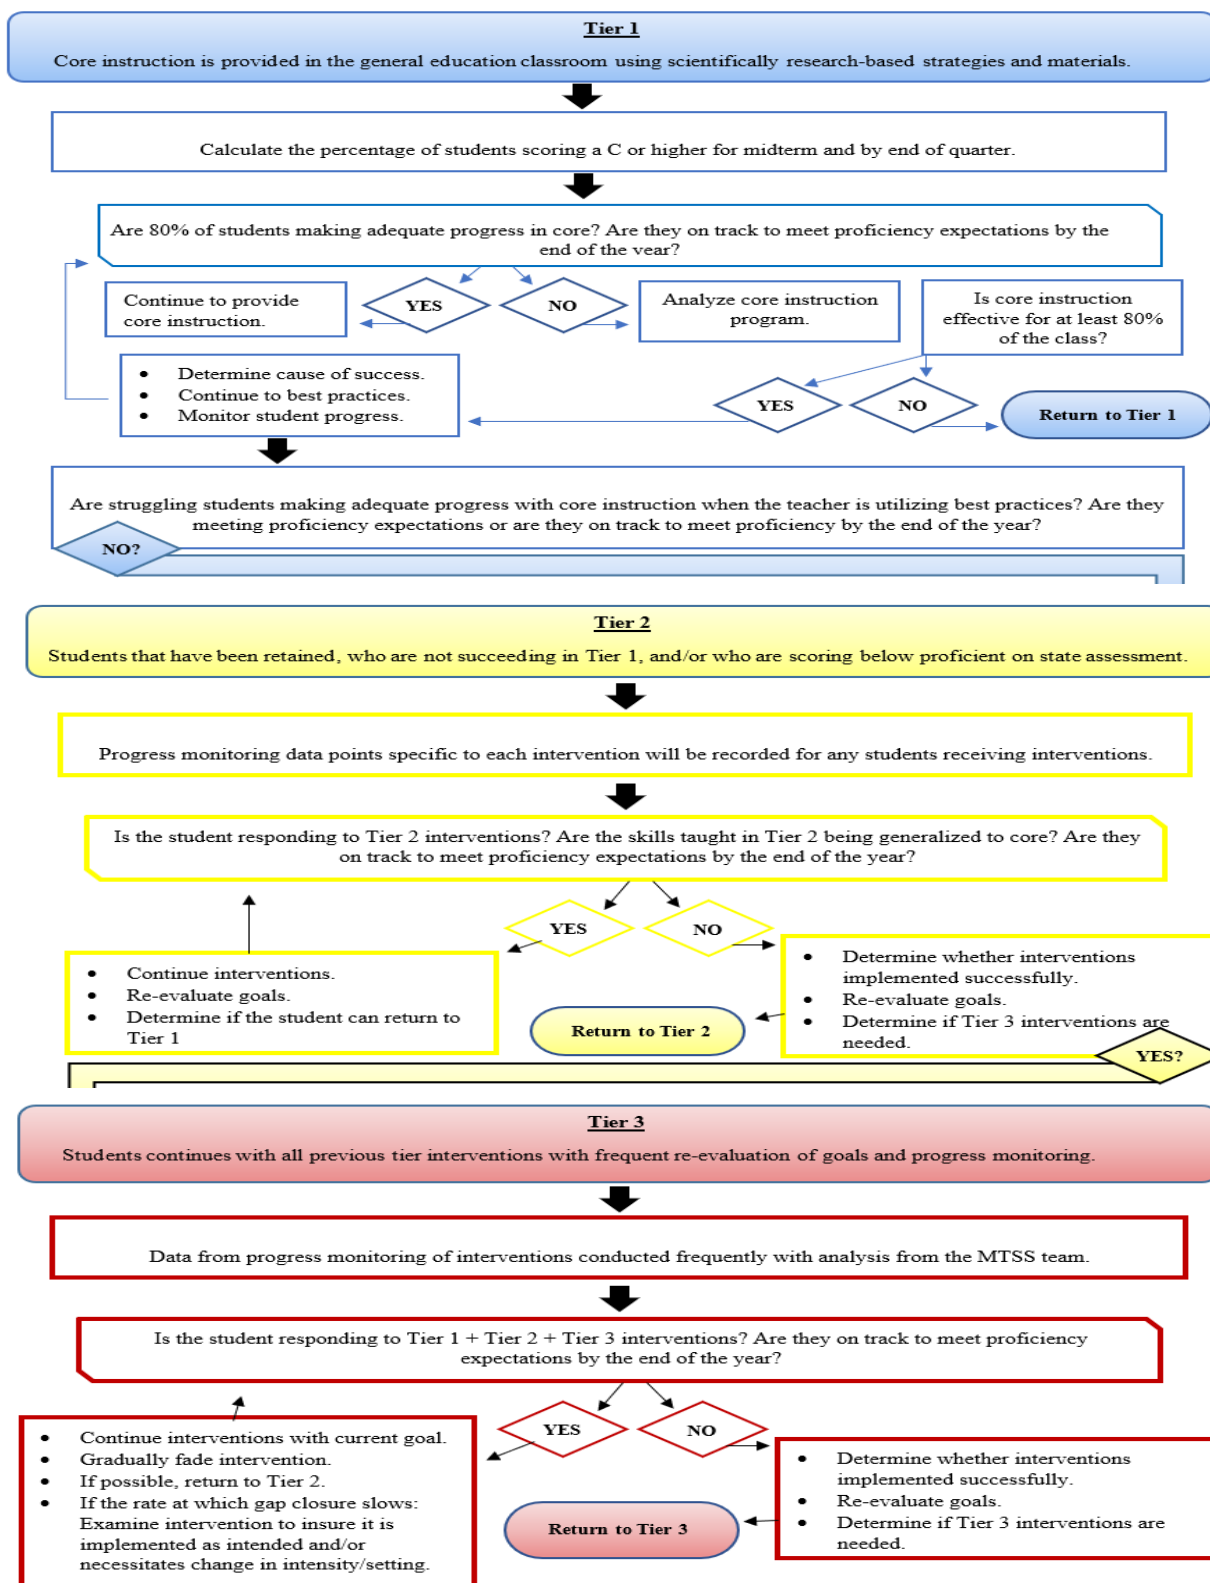 Tier 1
Core instruction is provided in the general education classroom using scientifically research-based strategies and materials.
Calculate the percentage of students scoring a C or higher for midterm and by end of quarter.
Are 80% of students making adequate progress in core? Are they on track to meet proficiency expectations by the
end of the year?
Continue to provide
core instruction.
YES
NO
Analyze core instruction
program.
Is core instruction
effective for at least 80%
of the class?
• Determine cause of success.
• Continue to best practices.
• Monitor student progress.
YES
NO
Return to Tier 1
Are struggling students making adequate progress with core instruction when the teacher is utilizing best practices? Are they
meeting proficiency expectations or are they on track to meet proficiency by the end of the year?
NO?
Tier 2
Students that have been retained, who are not succeeding in Tier 1, and/or who are scoring below proficient on state assessment.
Progress monitoring data points specific to each intervention will be recorded for any students receiving interventions.
Is the student responding to Tier 2 interventions? Are the skills taught in Tier 2 being generalized to core? Are they
on track to meet proficiency expectations by the end of the year?
YES
NO
• Continue interventions.
• Re-evaluate goals.
• Determine if the student can return to
Tier 1
Return to Tier 2
• Determine whether interventions
implemented successfully.
• Re-evaluate goals.
• Determine if Tier 3 interventions are
needed.
YES?
Tier 3
Students continues with all previous tier interventions with frequent re-evaluation of goals and progress monitoring.
Data from progress monitoring of interventions conducted frequently with analysis from the MTSS team.
Is the student responding to Tier 1 + Tier 2 + Tier 3 interventions? Are they on track to meet proficiency
expectations by the end of the year?
YES
NO
• Continue interventions with current goal.
• Gradually fade intervention.
• If possible, return to Tier 2.
• If the rate at which gap closure slows:
Examine intervention to insure it is
implemented as intended and/or
necessitates change in intensity/setting.
Return to Tier 3
• Determine whether interventions
implemented successfully.
• Re-evaluate goals.
• Determine if Tier 3 interventions are
needed.